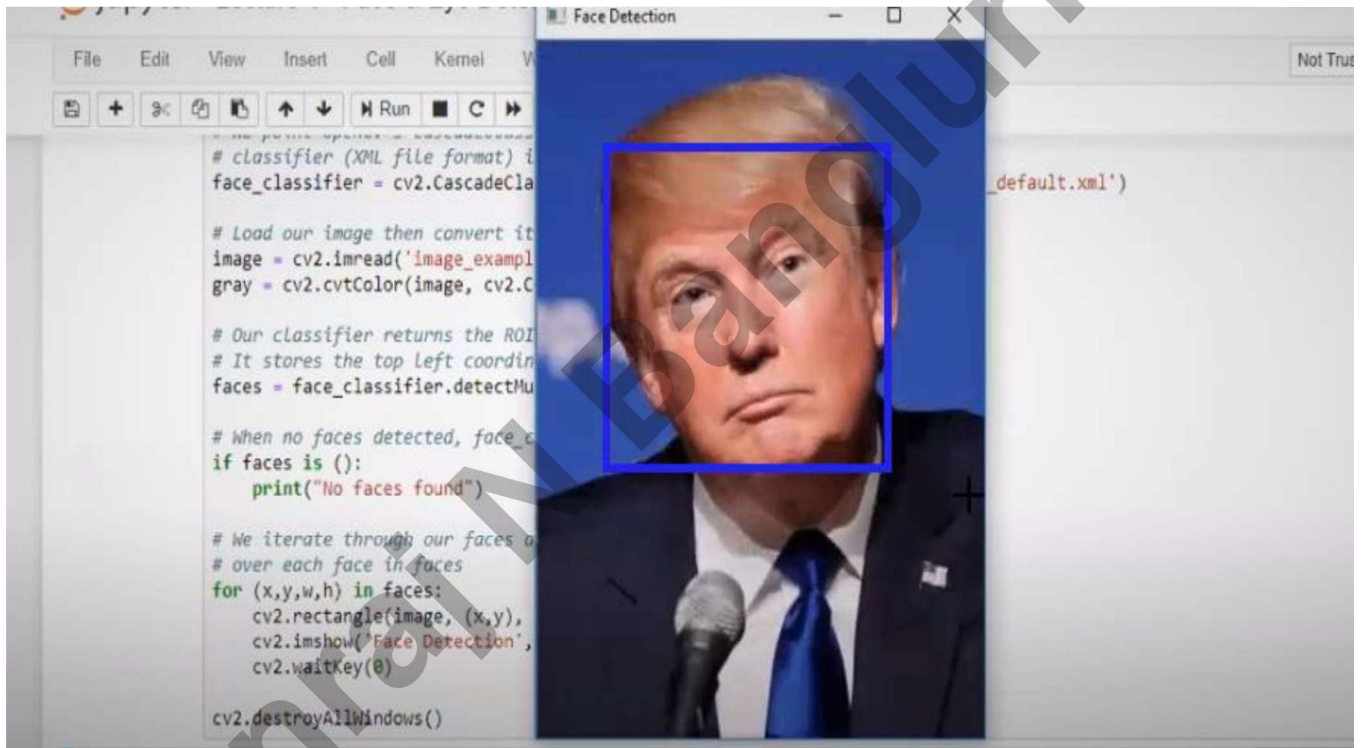 Face Detection
File Edit View Insert Cell Kernel
Not Trus
Run
# classifier (XML file format) i
face_classifier = cv2.CascadeCla
_default.xml')
# Load our image then convert it
image = cv2.imread('image_exampl
gray = cv2.cvtColor(image, cv2.C
# Our classifier returns the ROI
# It stores the top left coordin
faces = face_classifier.detectMu
# When no faces detected, face_c
if faces is ():
print("No faces found")
# We iterate through our faces a
# over each face in faces
for (x,y,w,h) in faces:
cv2.rectangle(image, (x,y),
cv2.imshow('Face Detection',
cv2.waitKey(0)
cv2.destroyAllWindows()
nraj N Banglur